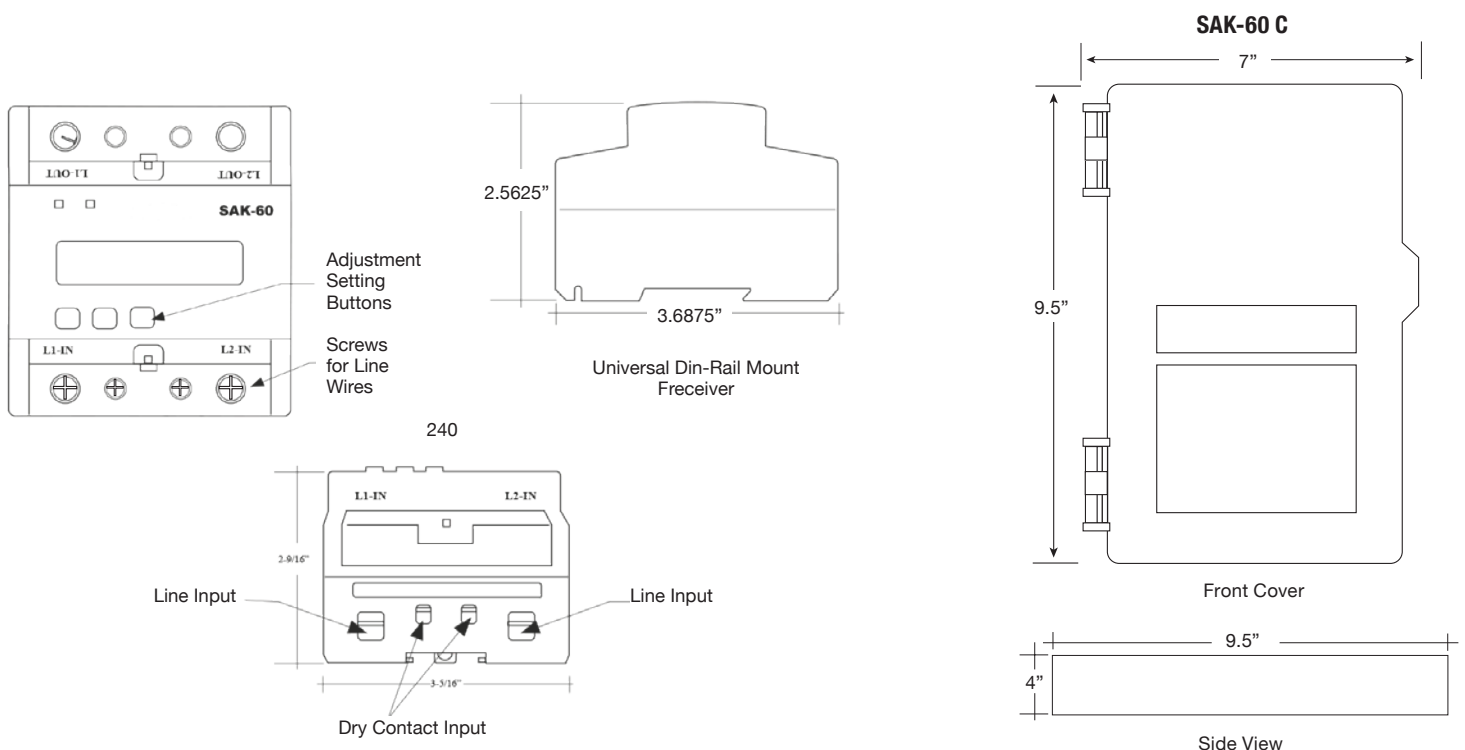 SAK-60 C
7”
L1-OUT
L2-OUT
SAK-60
Adjustment
Setting
Buttons
L1-IN
L2-IN
Screws
for Line
Wires
2.5625”
3.6875”
Universal Din-Rail Mount
Freceiver
9.5”
Front Cover
240
L1-IN
L2-IN
2-9/16”
Line Input
Line Input
3-5/16”
Dry Contact Input
9.5”
4”
Side View